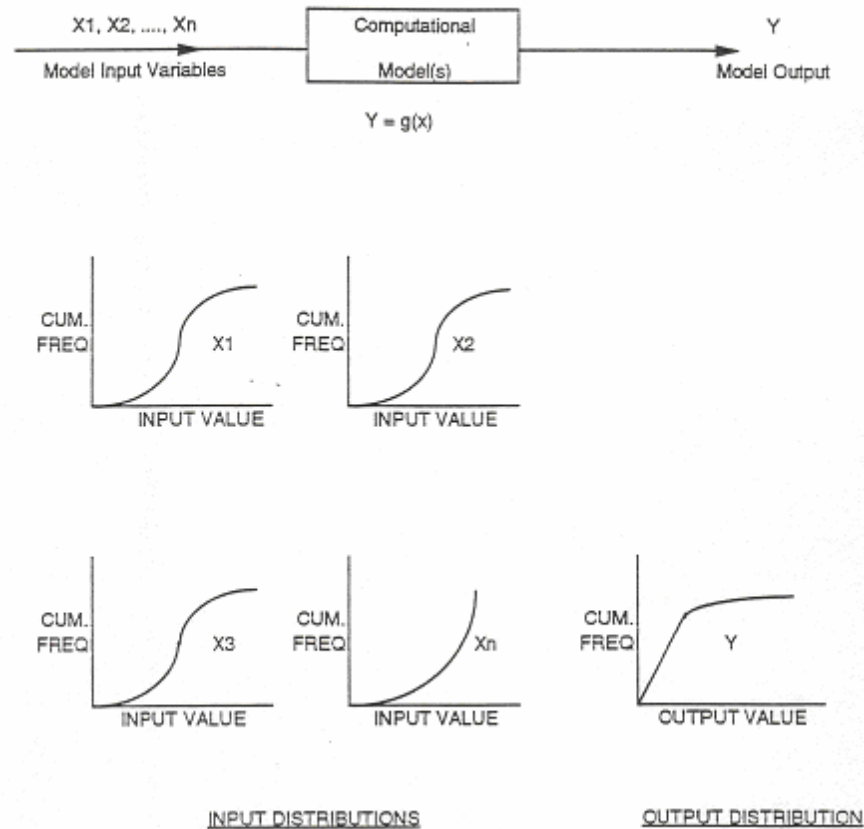 X1, X2, ...., Xn
Model Input Variables
Computational
Model(s)
Y
Model Output
Y = g(x)
CUM.
FREQ
X1
INPUT VALUE
CUM.
FREQ
X2
INPUT VALUE
CUM.
FREQ
X3
INPUT VALUE
CUM.
FREQ
Xn
INPUT VALUE
CUM.
FREQ
Y
OUTPUT VALUE
INPUT DISTRIBUTIONS
OUTPUT DISTRIBUTION